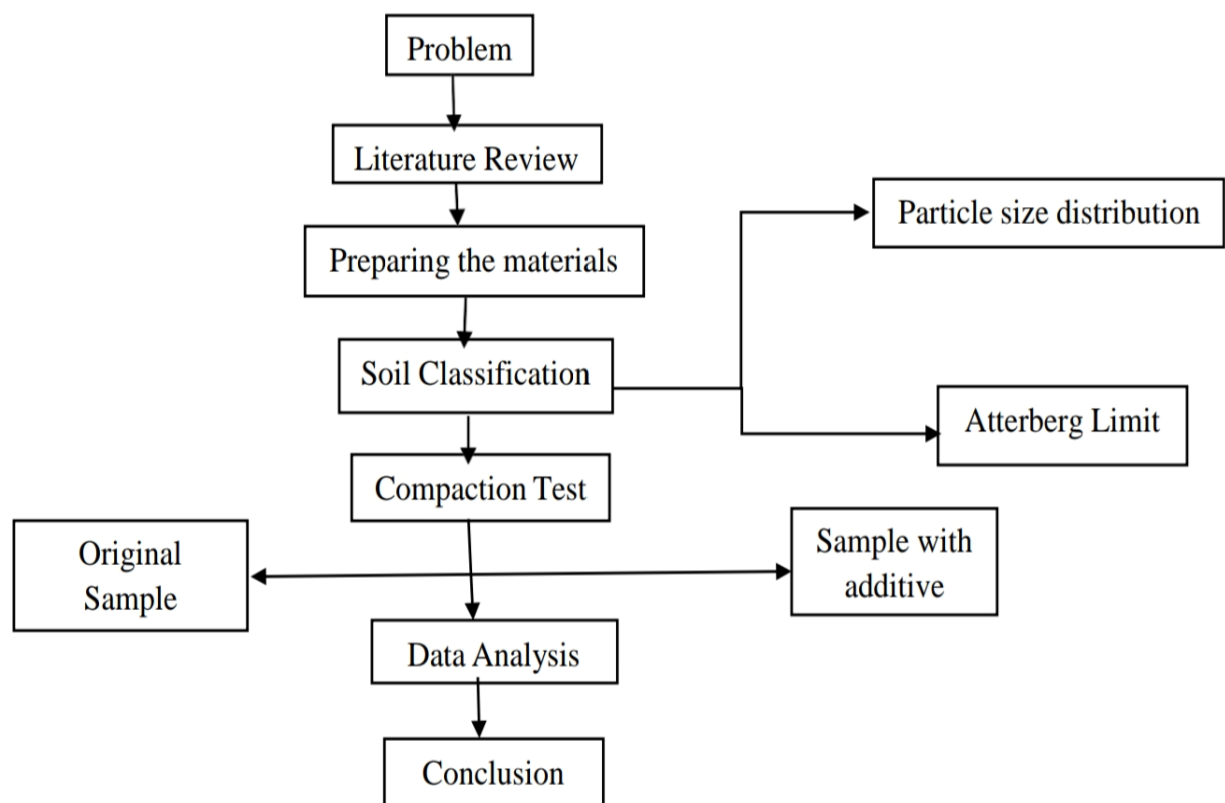 Problem
Literature Review
Particle size distribution
Preparing the materials
Soil Classification
Atterberg Limit
Compaction Test
Original
Sample
Sample with
additive
Data Analysis
Conclusion